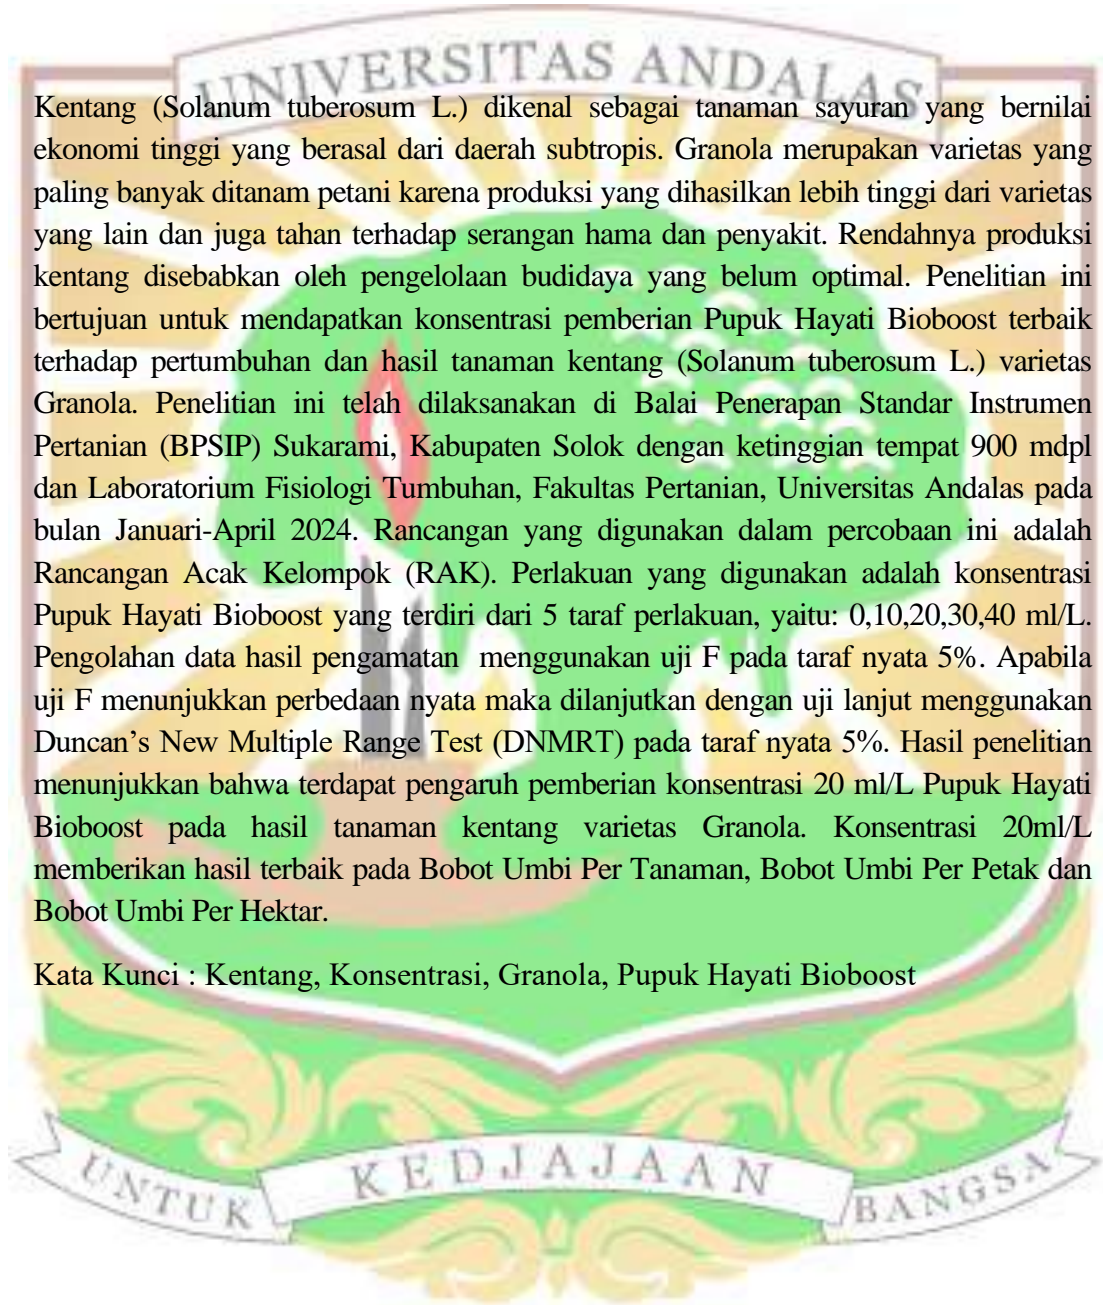 UNIVERSITAS ANDALAS
Kentang (Solanum tuberosum L.) dikenal sebagai tanaman sayuran yang bernilai
ekonomi tinggi yang berasal dari daerah subtropis. Granola merupakan varietas yang
paling banyak ditanam petani karena produksi yang dihasilkan lebih tinggi dari varietas
yang lain dan juga tahan terhadap serangan hama dan penyakit. Rendahnya produksi
kentang disebabkan oleh pengelolaan budidaya yang belum optimal. Penelitian ini
bertujuan untuk mendapatkan konsentrasi pemberian Pupuk Hayati Bioboost terbaik
terhadap pertumbuhan dan hasil tanaman kentang (Solanum tuberosum L.) varietas
Granola. Penelitian ini telah dilaksanakan di Balai Penerapan Standar Instrumen
Pertanian (BPSIP) Sukarami, Kabupaten Solok dengan ketinggian tempat 900 mdpl
dan Laboratorium Fisiologi Tumbuhan, Fakultas Pertanian, Universitas Andalas pada
bulan Januari-April 2024. Rancangan yang digunakan dalam percobaan ini adalah
Rancangan Acak Kelompok (RAK). Perlakuan yang digunakan adalah konsentrasi
Pupuk Hayati Bioboost yang terdiri dari 5 taraf perlakuan, yaitu: 0,10,20,30,40 ml/L.
Pengolahan data hasil pengamatan menggunakan uji F pada taraf nyata 5%. Apabila
uji F menunjukkan perbedaan nyata maka dilanjutkan dengan uji lanjut menggunakan
Duncan’s New Multiple Range Test (DNMRT) pada taraf nyata 5%. Hasil penelitian
menunjukkan bahwa terdapat pengaruh pemberian konsentrasi 20 ml/L Pupuk Hayati
Bioboost pada hasil tanaman kentang varietas Granola. Konsentrasi 20ml/L
memberikan hasil terbaik pada Bobot Umbi Per Tanaman, Bobot Umbi Per Petak dan
Bobot Umbi Per Hektar.
Kata Kunci : Kentang, Konsentrasi, Granola, Pupuk Hayati Bioboost
UNTUK KEDJAJAAN BANGSA